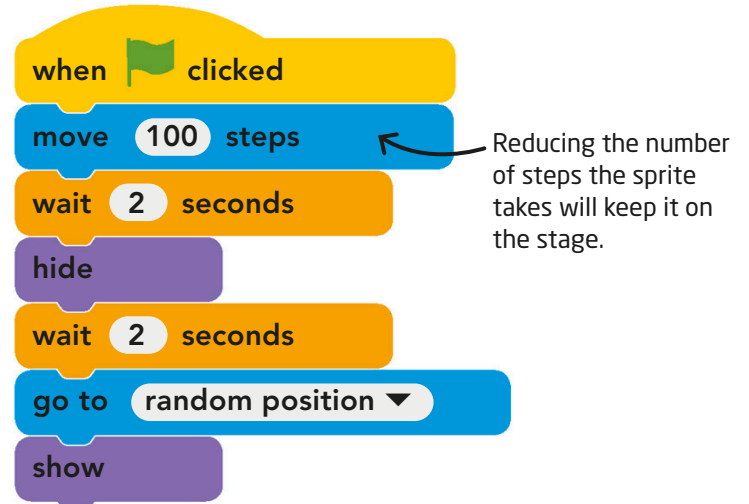 when clicked
move 100 steps
Reducing the number
of steps the sprite
takes will keep it on
the stage.
wait 2 seconds
hide
wait 2 seconds
go to random position
show